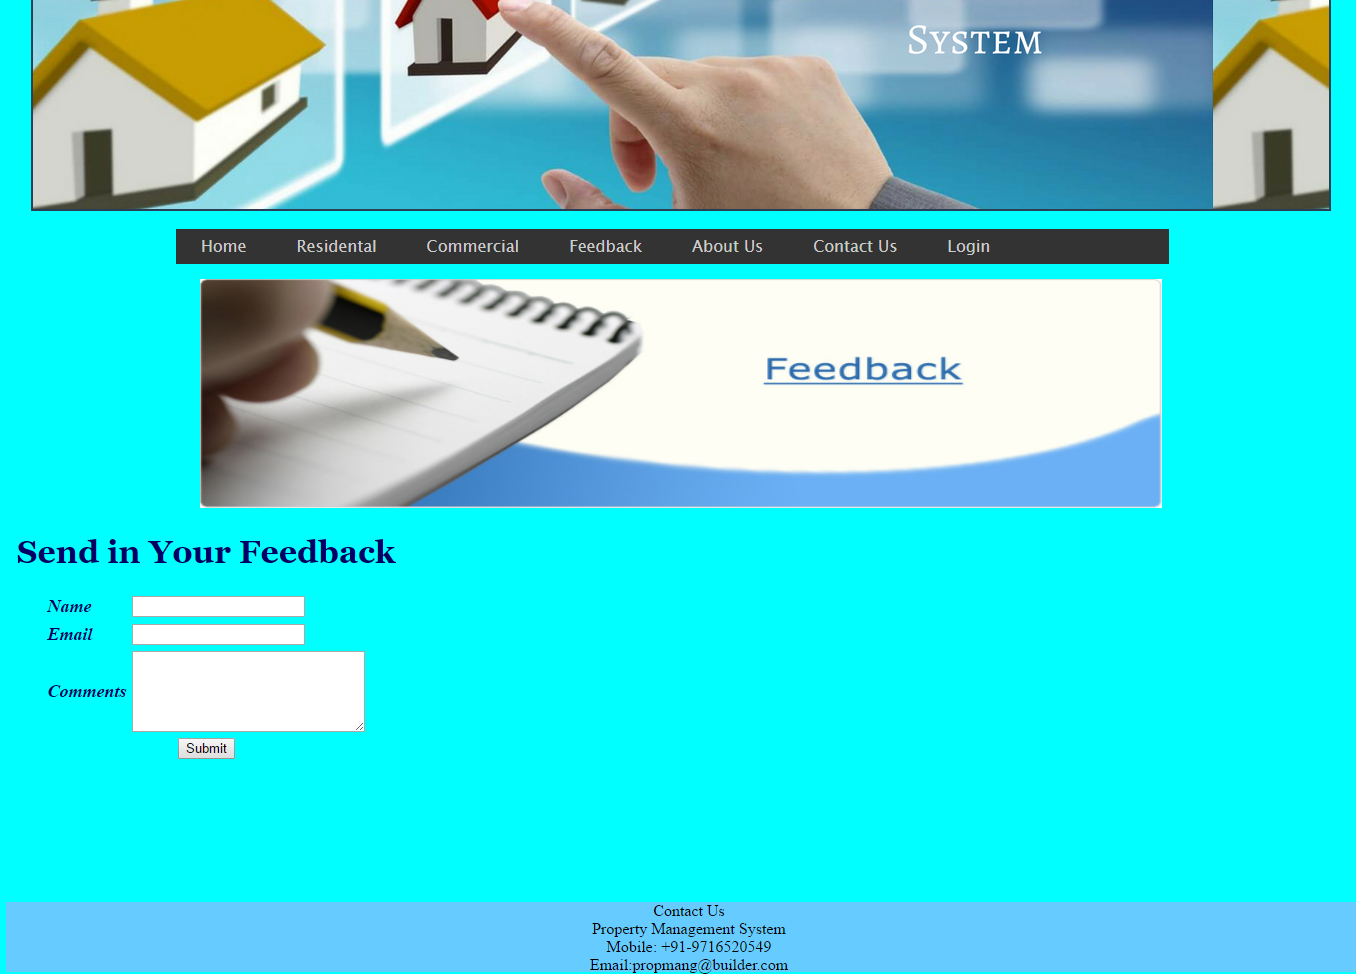 System
Home Residental Commercial Feedback About Us Contact Us Login
Feedback
Send in Your Feedback
Name
Email
Comments
Submit
Contact Us
Property Management System
Mobile: +91-9716520549
Email:propmang@builder.com